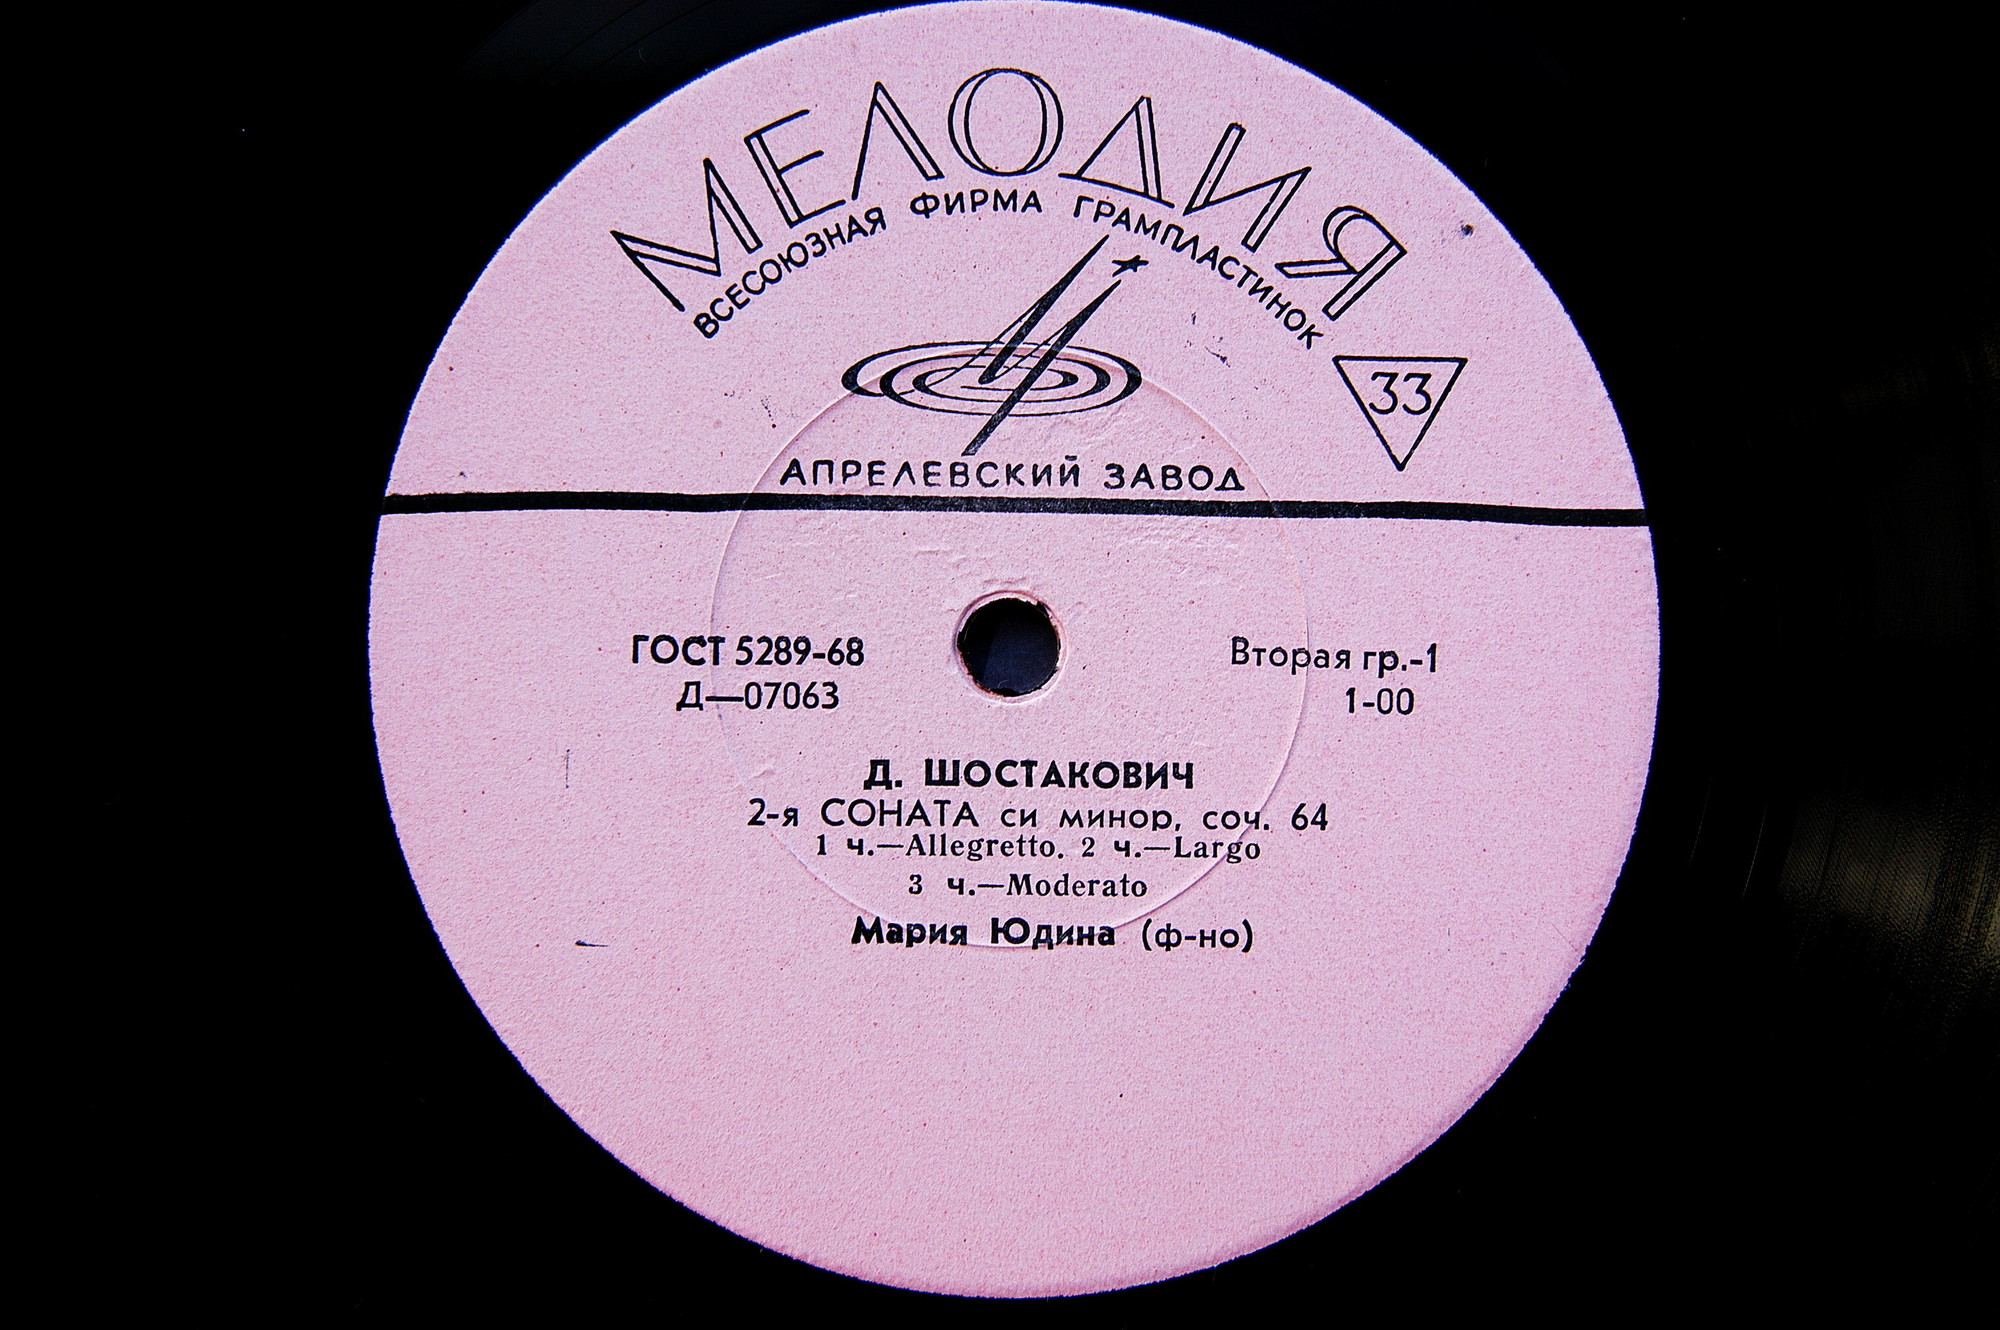 МЕЛОДИЯ
ВСЕСОЮЗНАЯ ФИРМА ГРАМПЛАСТИНОК
33
АПРЕЛЕВСКИЙ ЗАВОД
ГОСТ 5289-68
Д—07063
Вторая гр.-1
1-00
Д. ШОСТАКОВИЧ
2-я СОНАТА си минор, соч. 64
1 ч.—Allegretto. 2 ч.—Largo
3 ч.—Moderato
Мария Юдина (ф-но)